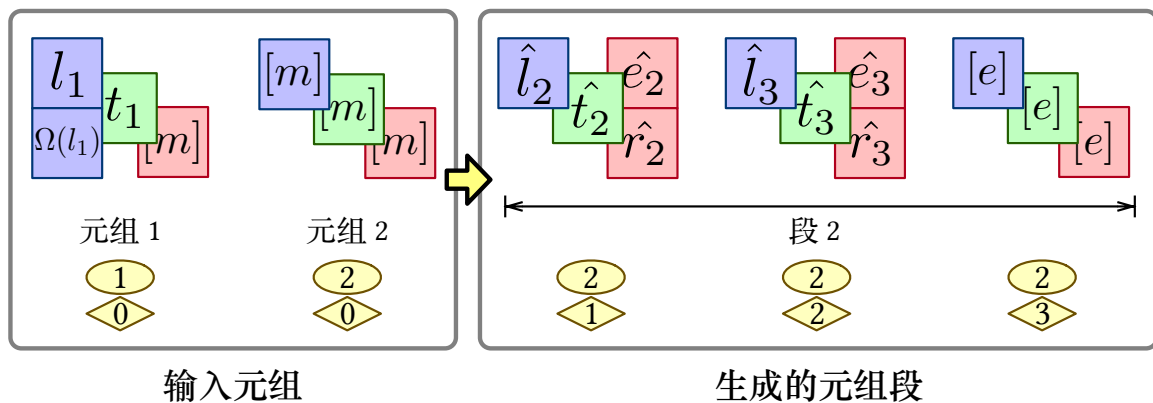 l₁ [m] l̂₂ ê₂ l̂₃ ê₃ [e]
t₁ [m] t̂₂ t̂₃ [e]
Ω(l₁) [m] [m] r̂₂ r̂₃ [e]
元组 1 元组 2 段 2
1 2 2 2 2
0 0 1 2 3
输入元组 生成的元组段